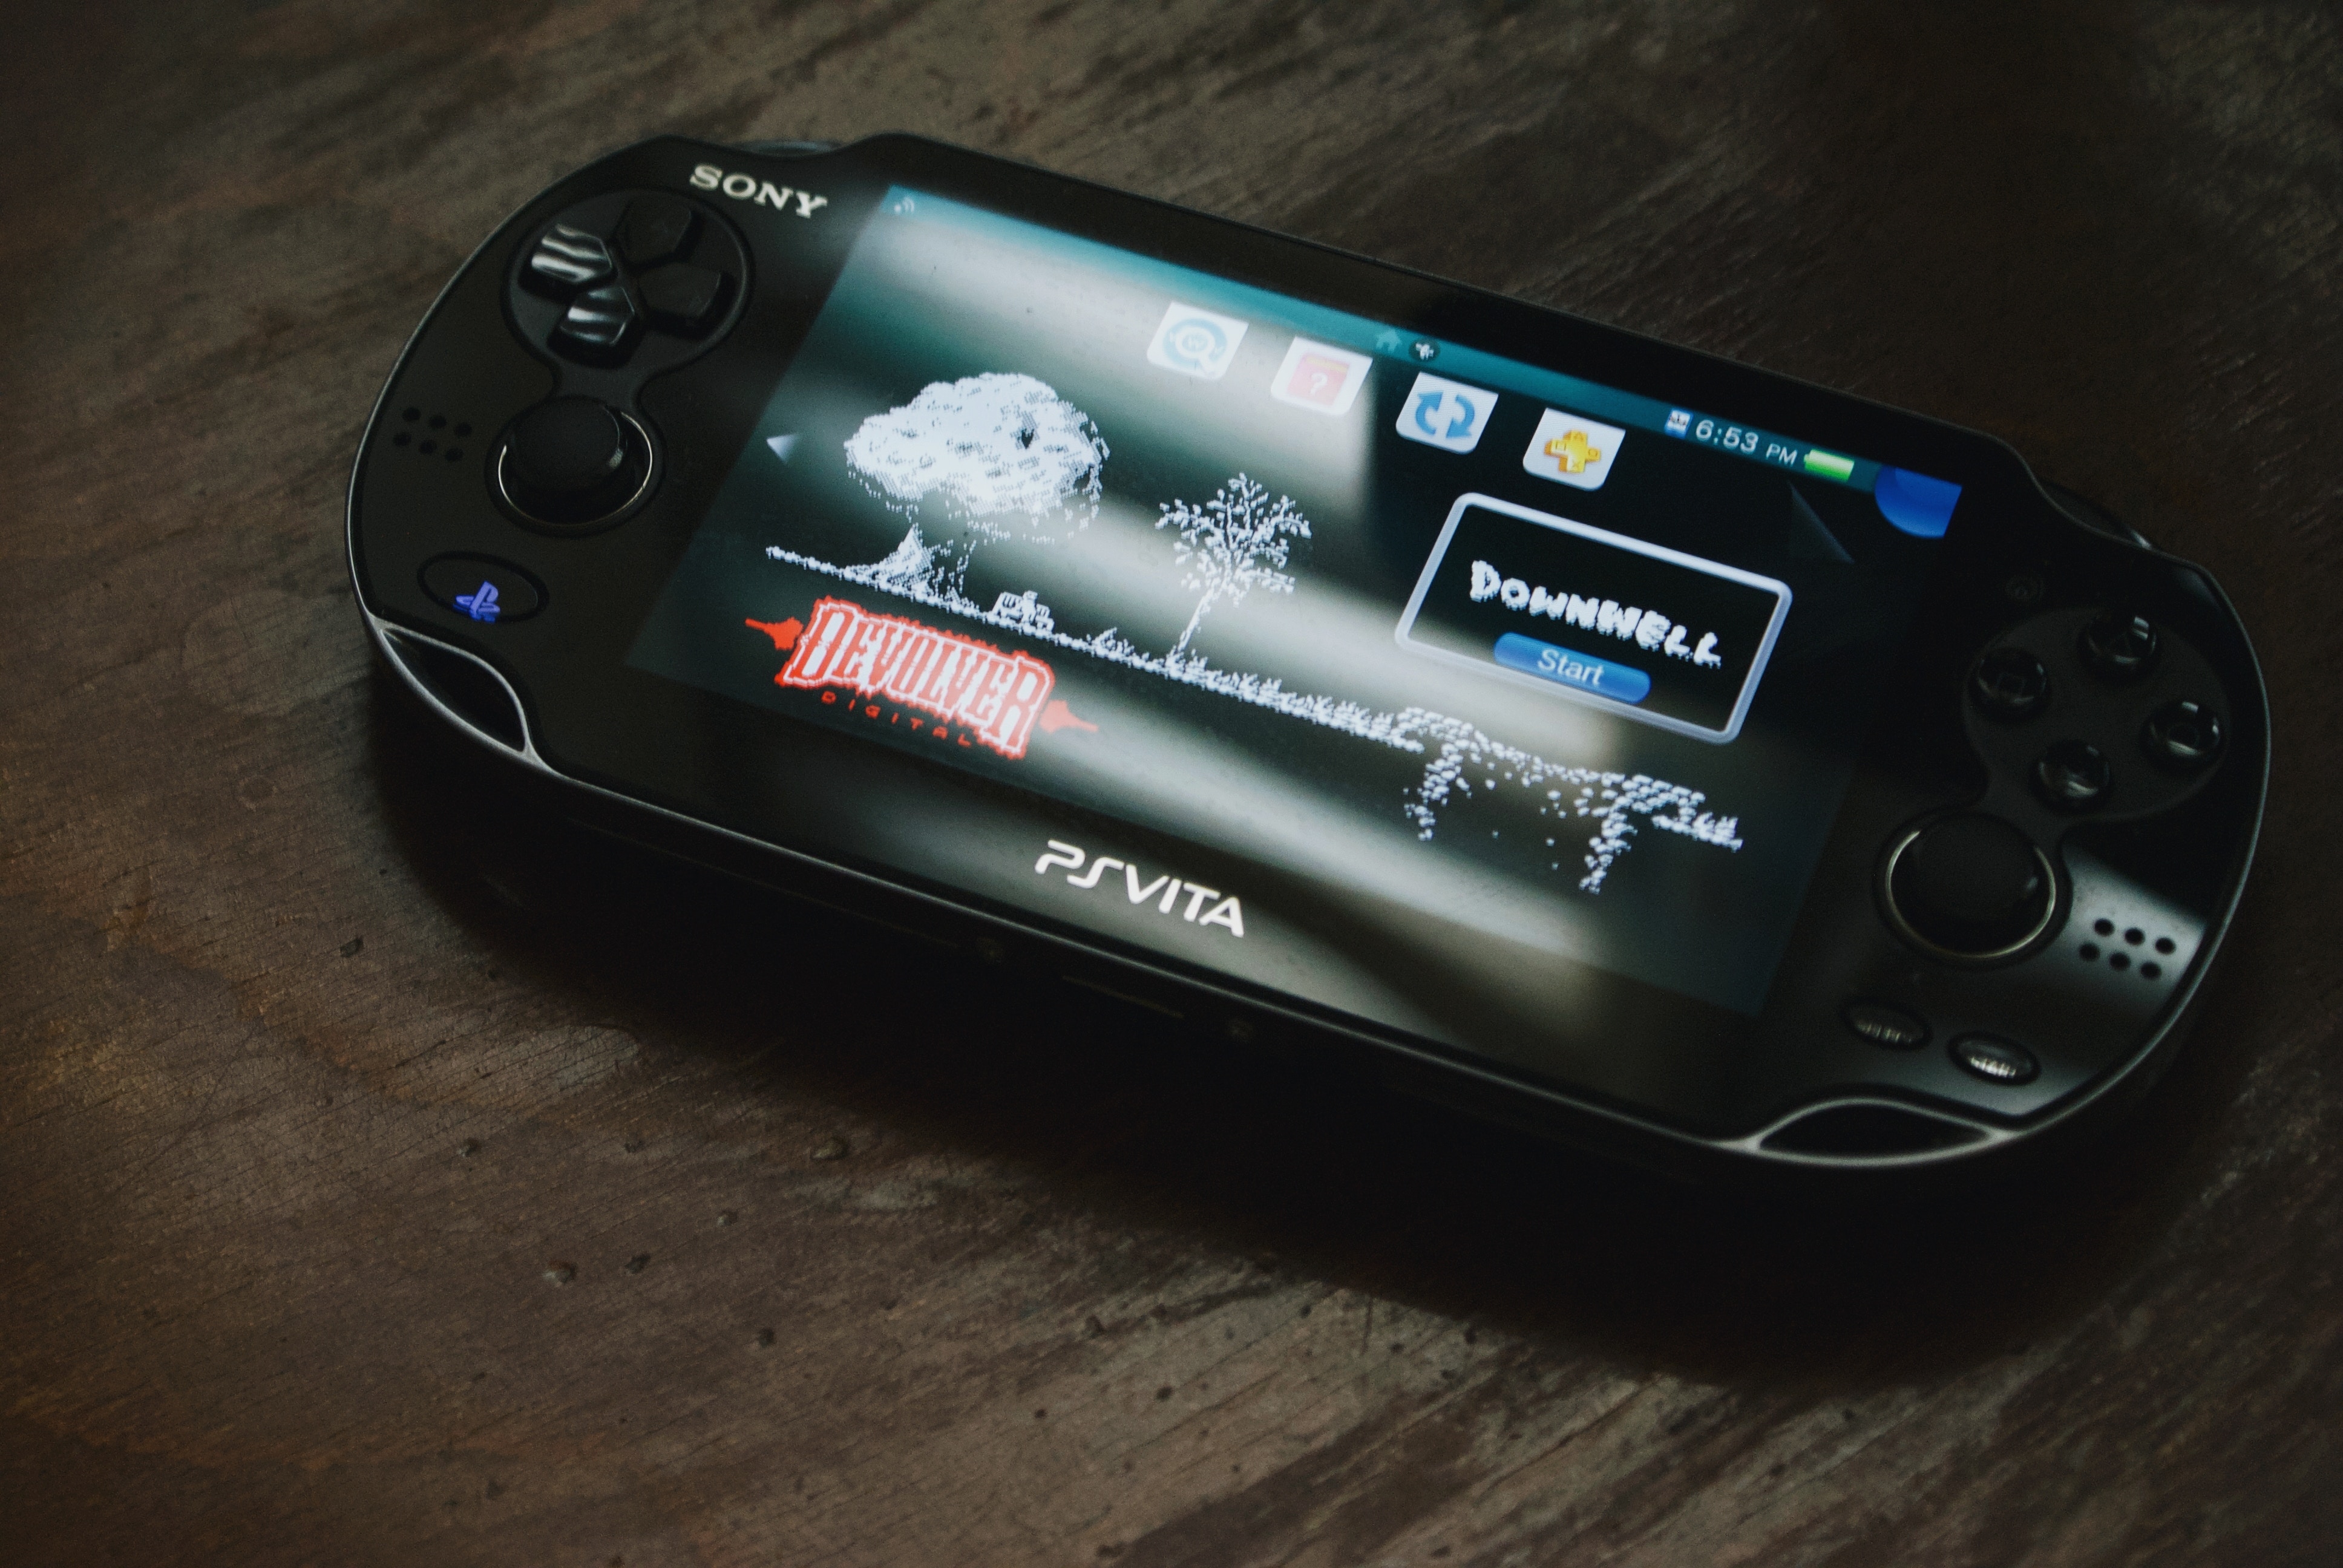 SONY
6:53 PM
DOWNWELL
Start
DEVOLVER
DIGITAL
PSVITA